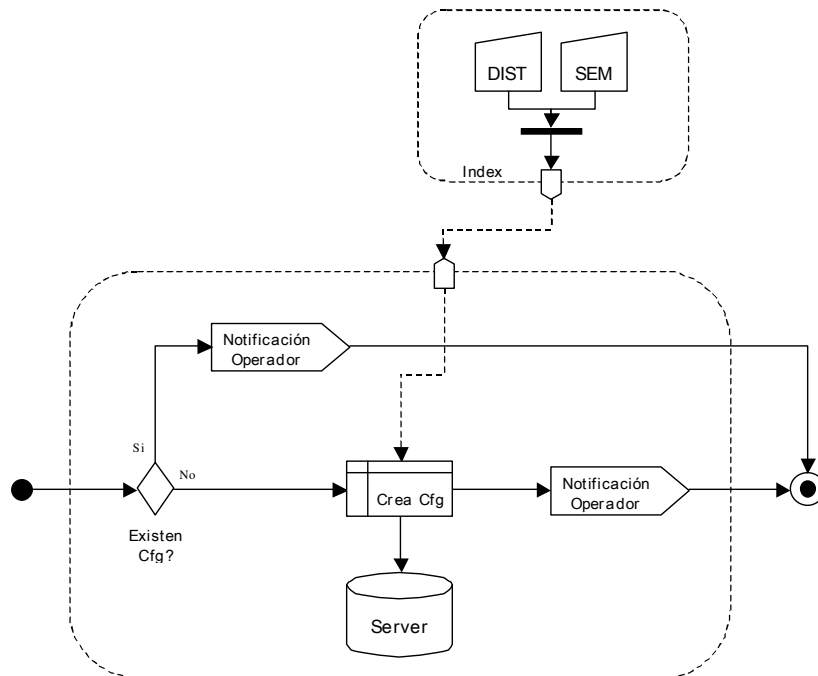 DIST
SEM
Index
Notificación
Operador
Si
No
Crea Cfg
Notificación
Operador
Existen
Cfg?
Server